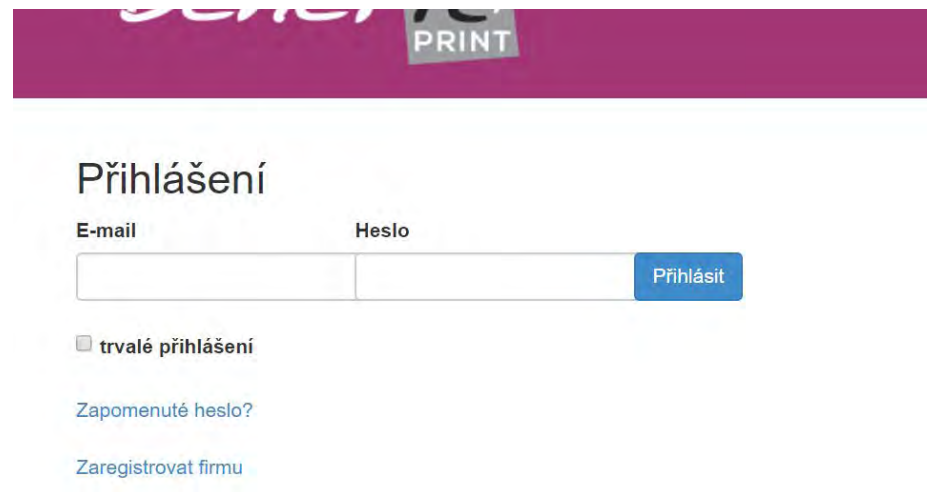 PRINT
Přihlášení
E-mail Heslo
Přihlásit
trvalé přihlášení
Zapomenuté heslo?
Zaregistrovat firmu